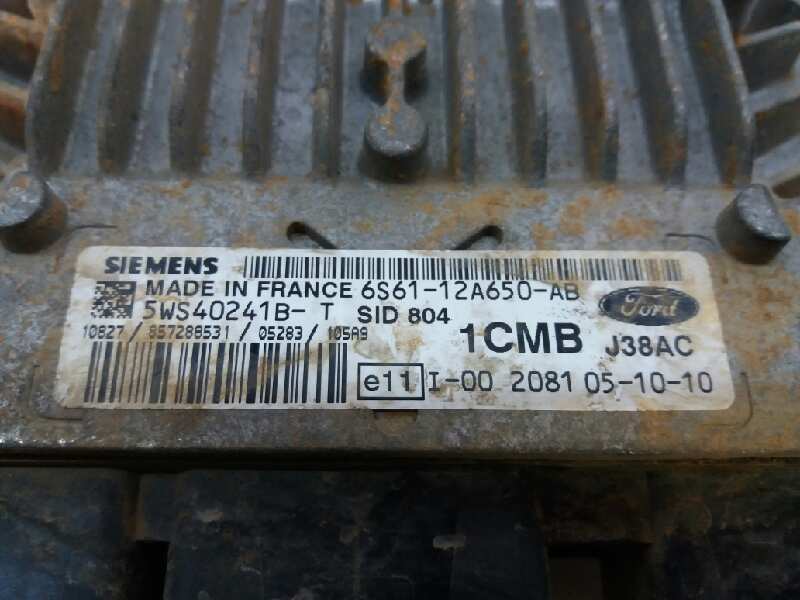 SIEMENS
MADE IN FRANCE 6S61-12A650-AB
5WS40241B- T SID 804
Ford
10827/857288531/05283/105A9
1CMB J38AC
e11 I-00 2081 05-10-10